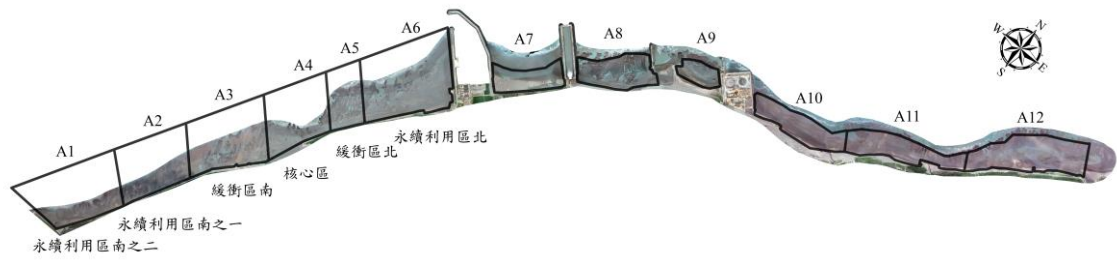 A1
A2
A3
A4
A5
A6
A7
A8
A9
A10
A11
A12
N
W
E
S
永續利用區北
緩衝區北
核心區
緩衝區南
永續利用區南之一
永續利用區南之二